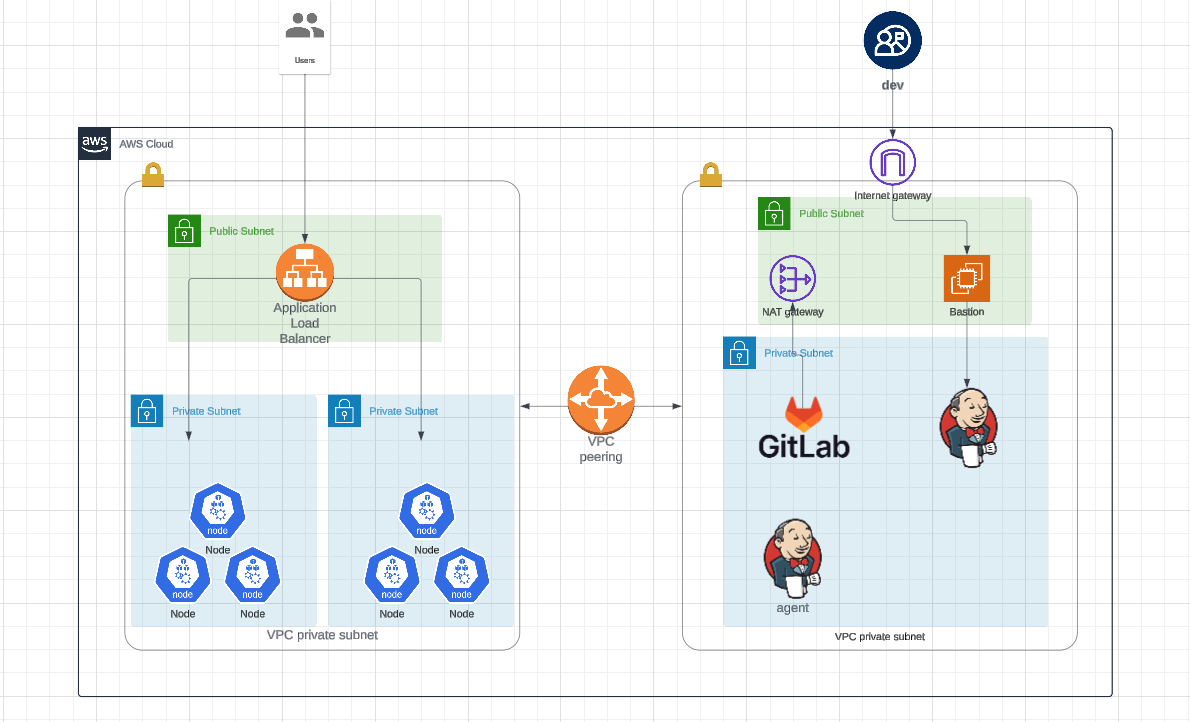 Users
dev
aws
AWS Cloud
Internet gateway
Public Subnet
Public Subnet
Application
Load
Balancer
NAT gateway
Bastion
Private Subnet
Private Subnet
Private Subnet
VPC
peering
GitLab
node
Node
node
Node
node
Node
node
Node
node
Node
node
Node
agent
VPC private subnet
VPC private subnet